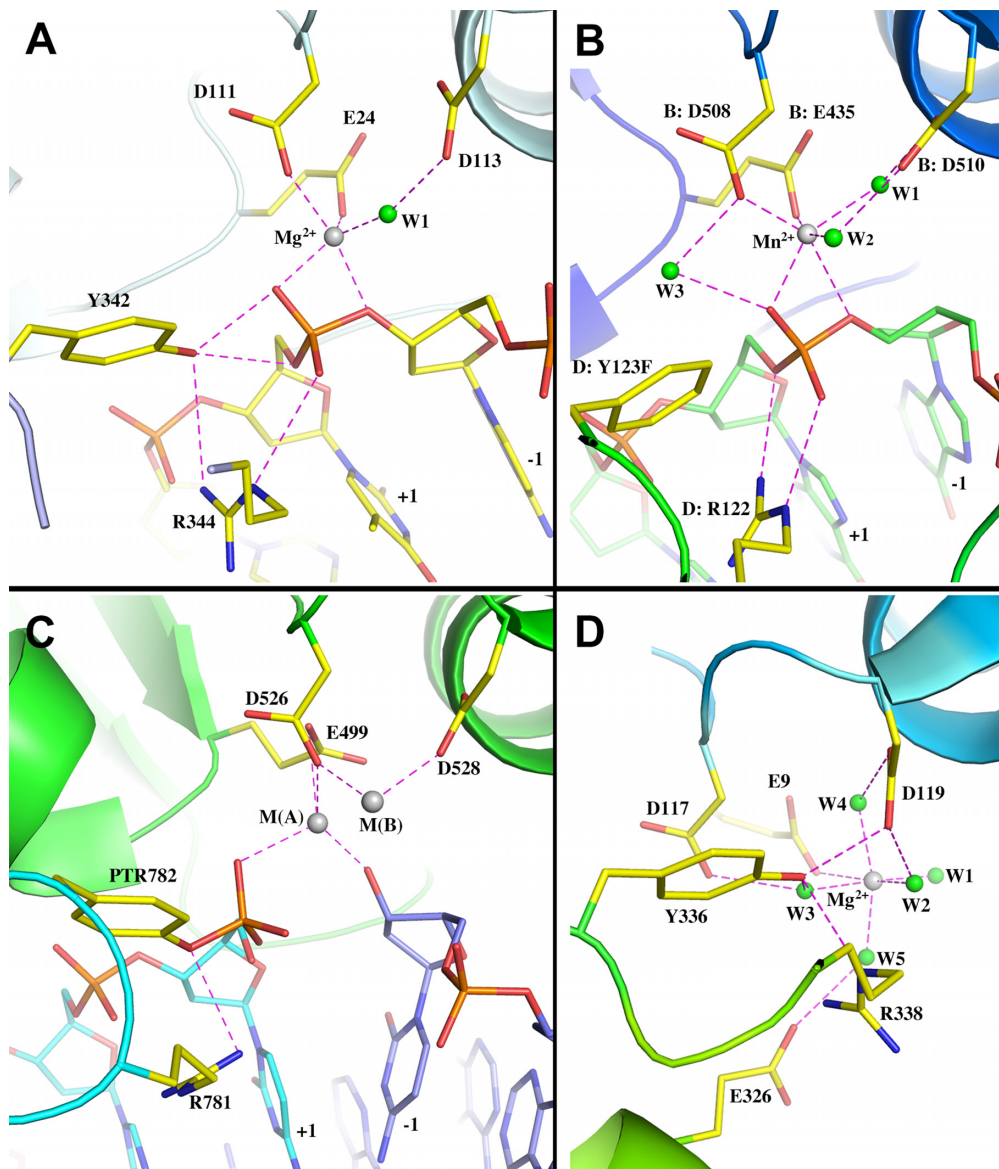 A
D111
E24
D113
W1
Mg2+
Y342
R344
+1
-1
B
B: D508
B: E435
B: D510
W1
Mn2+
W2
W3
D: Y123F
D: R122
-1
+1
C
D526
E499
D528
M(A)
M(B)
PTR782
R781
+1
-1
D
D117
E9
W4
D119
Y336
W3
Mg2+
W1
W2
W5
R338
E326